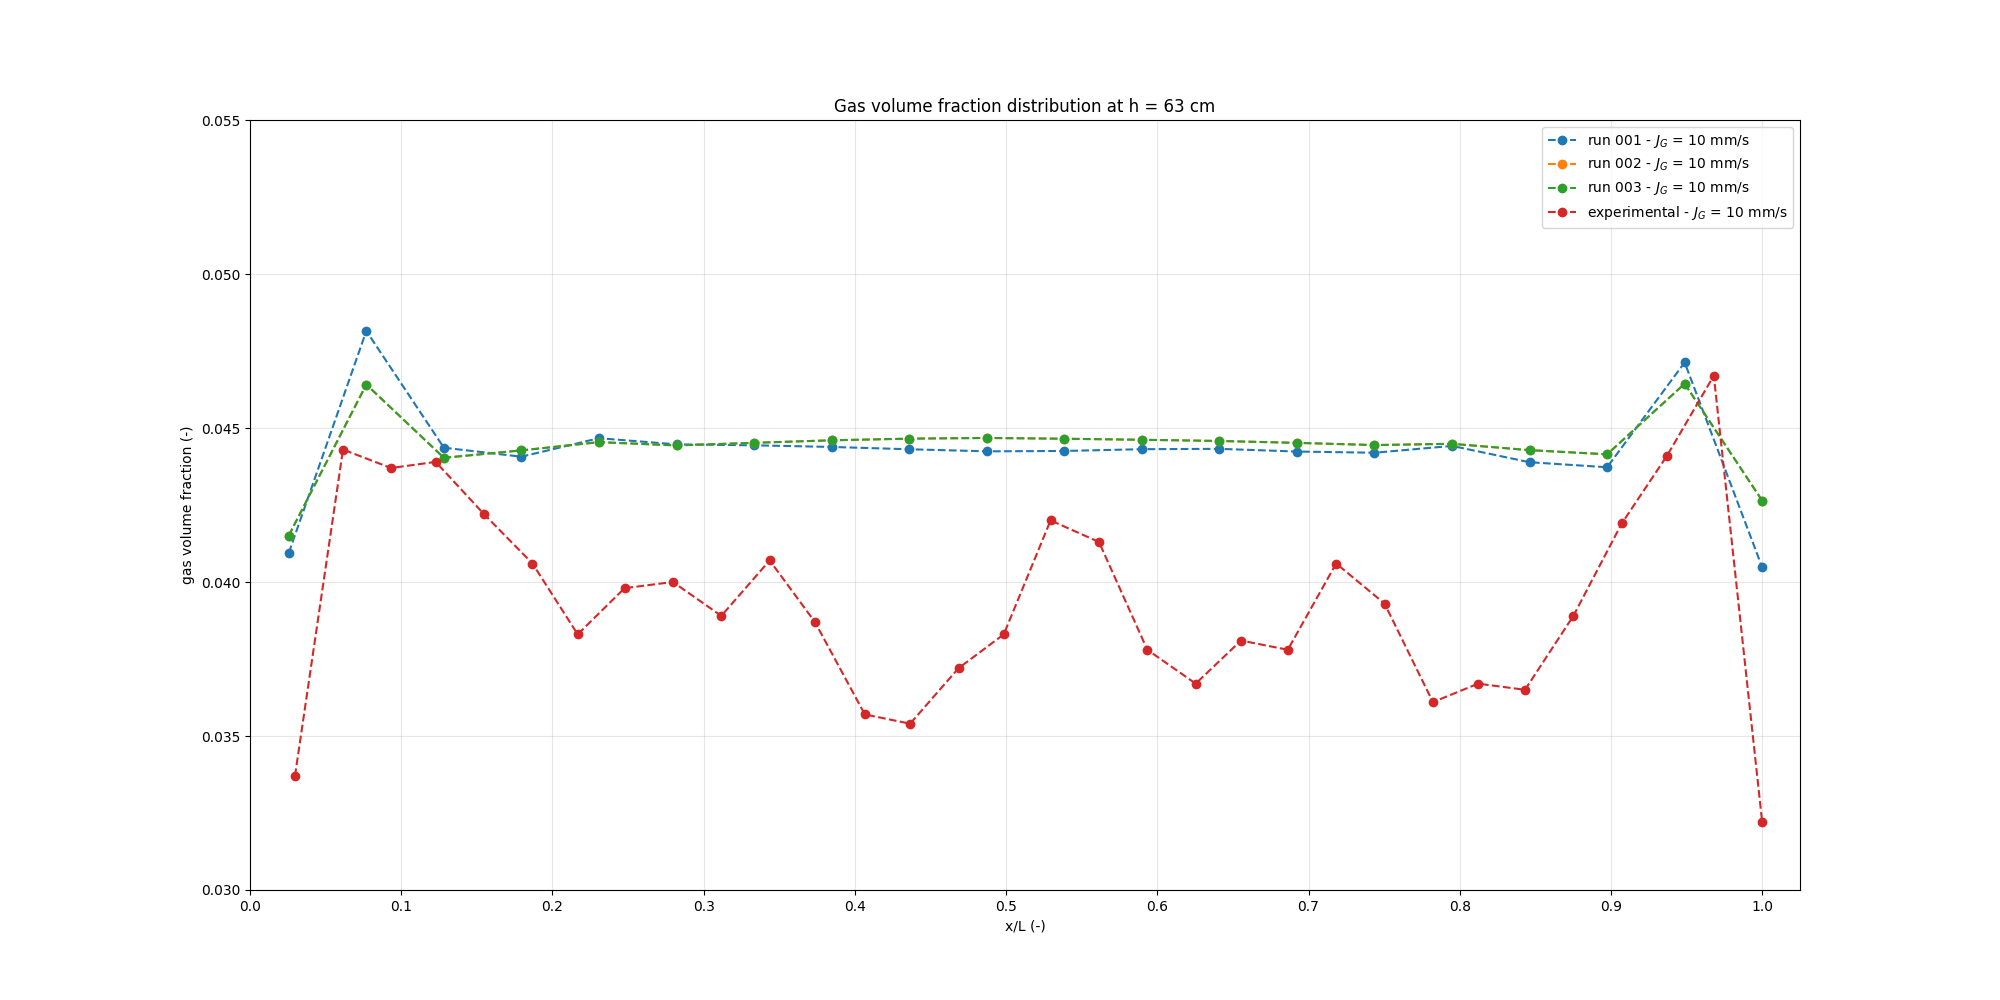 Gas volume fraction distribution at h = 63 cm
0.055
0.050
0.045
0.040
0.035
0.030
gas volume fraction (-)
run 001 - J_G = 10 mm/s
run 002 - J_G = 10 mm/s
run 003 - J_G = 10 mm/s
experimental - J_G = 10 mm/s
0.0 0.1 0.2 0.3 0.4 0.5 0.6 0.7 0.8 0.9 1.0
x/L (-)